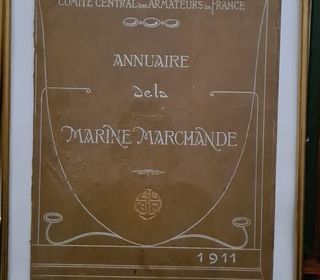 COMITÉ CENTRAL DES ARMATEURS DE FRANCE
ANNUAIRE
de la
MARINE MARCHANDE
1911